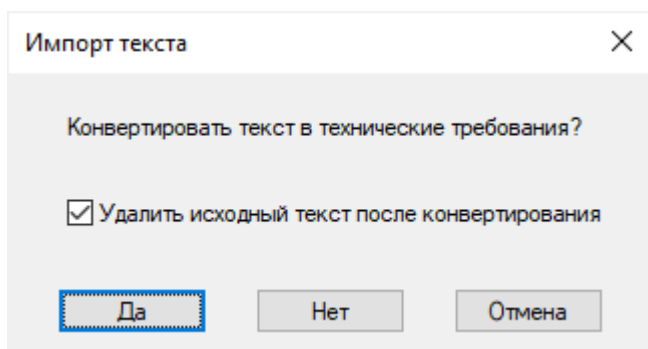 Импорт текста
Конвертировать текст в технические требования?
Удалить исходный текст после конвертирования
Да Нет Отмена